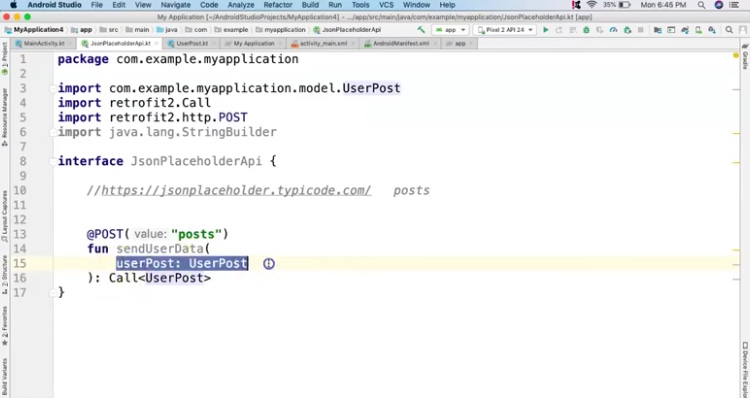 Android Studio File Edit View Navigate Code Analyze Refactor Build Run Tools VCS Window Help 35% Mon 6:45 PM
My Application [~/AndroidStudioProjects/MyApplication4] - .../app/src/main/java/com/example/myapplication/JsonPlaceholderApi.kt [app]
MyApplication4 app src main java com example myapplication JsonPlaceholderApi app Pixel 2 API 24
MainActivity.kt JsonPlaceholderApi.kt UserPost.kt My Application activity_main.xml AndroidManifest.xml app
1: Project
Resource Manager
Layout Captures
Z: Structure
2: Favorites
Build Variants
1 package com.example.myapplication
2
3 import com.example.myapplication.model.UserPost
4 import retrofit2.Call
5 import retrofit2.http.POST
6 import java.lang.StringBuilder
7
8 interface JsonPlaceholderApi {
9
10 //https://jsonplaceholder.typicode.com/ posts
11
12
13 @POST( value: "posts")
14 fun sendUserData(
15 userPost: UserPost
16 ): Call<UserPost>
17 }
Gradle
Device File Explorer